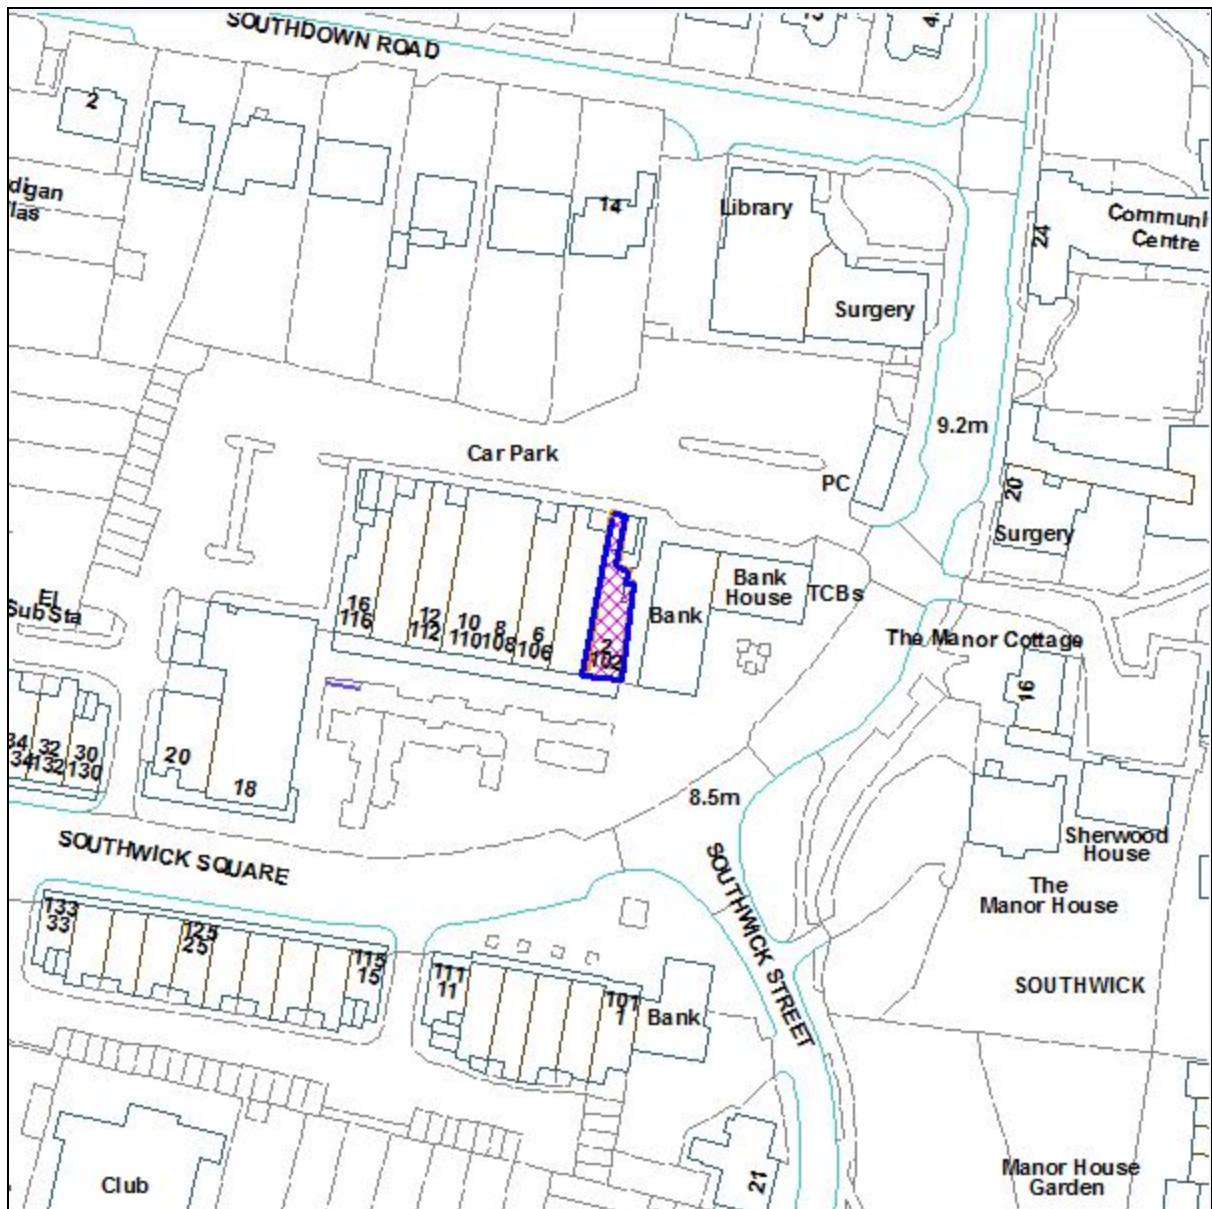 SOUTHDOWN ROAD
2
digan
14
Library
24
Centre
Surgery
9.2m
Car Park
PC
20
Surgery
El
Sub Sta
16
116
12
112
10
110
8
108
6
106
2
102
Bank
Bank
House
TCBs
The Manor Cottage
16
34
34
32
132
30
130
20
18
8.5m
SOUTHWICK SQUARE
SOUTHWICK STREET
Sherwood
House
The
Manor House
133
33
125
25
115
15
111
11
101
1
Bank
SOUTHWICK
Club
21
Manor House
Garden